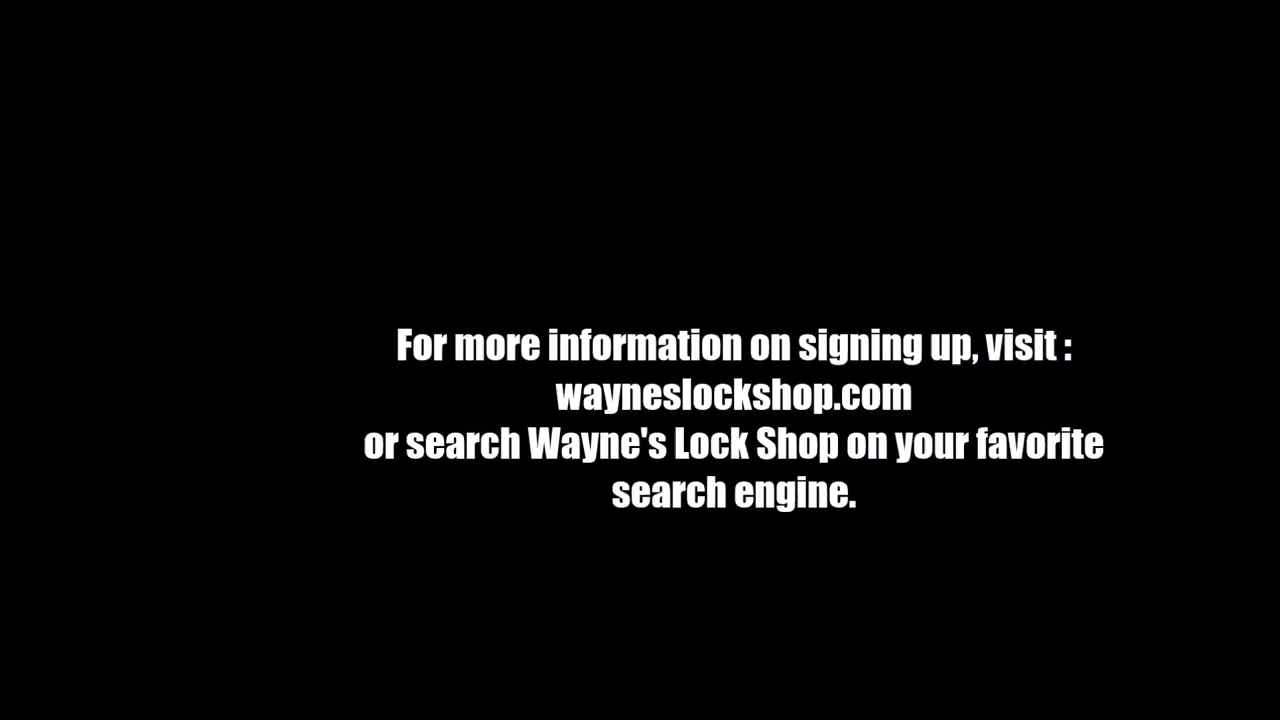 For more information on signing up, visit :
wayneslockshop.com
or search Wayne's Lock Shop on your favorite
search engine.